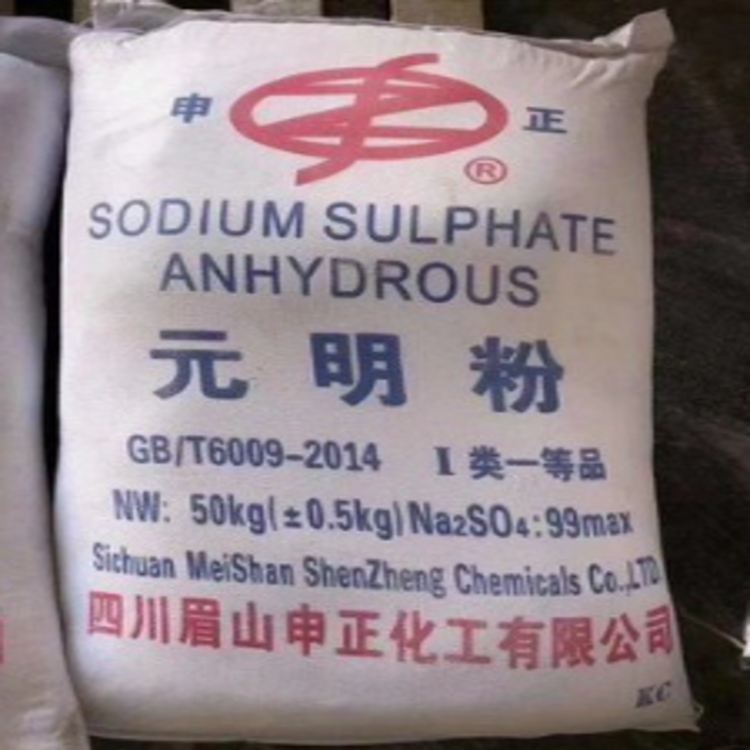 申 正
®
SODIUM SULPHATE
ANHYDROUS
元明粉
GB/T6009-2014 I类一等品
NW: 50kg(±0.5kg) Na₂SO₄:99max
Sichuan MeiShan ShenZheng Chemicals Co.,LTD
四川眉山申正化工有限公司
KC